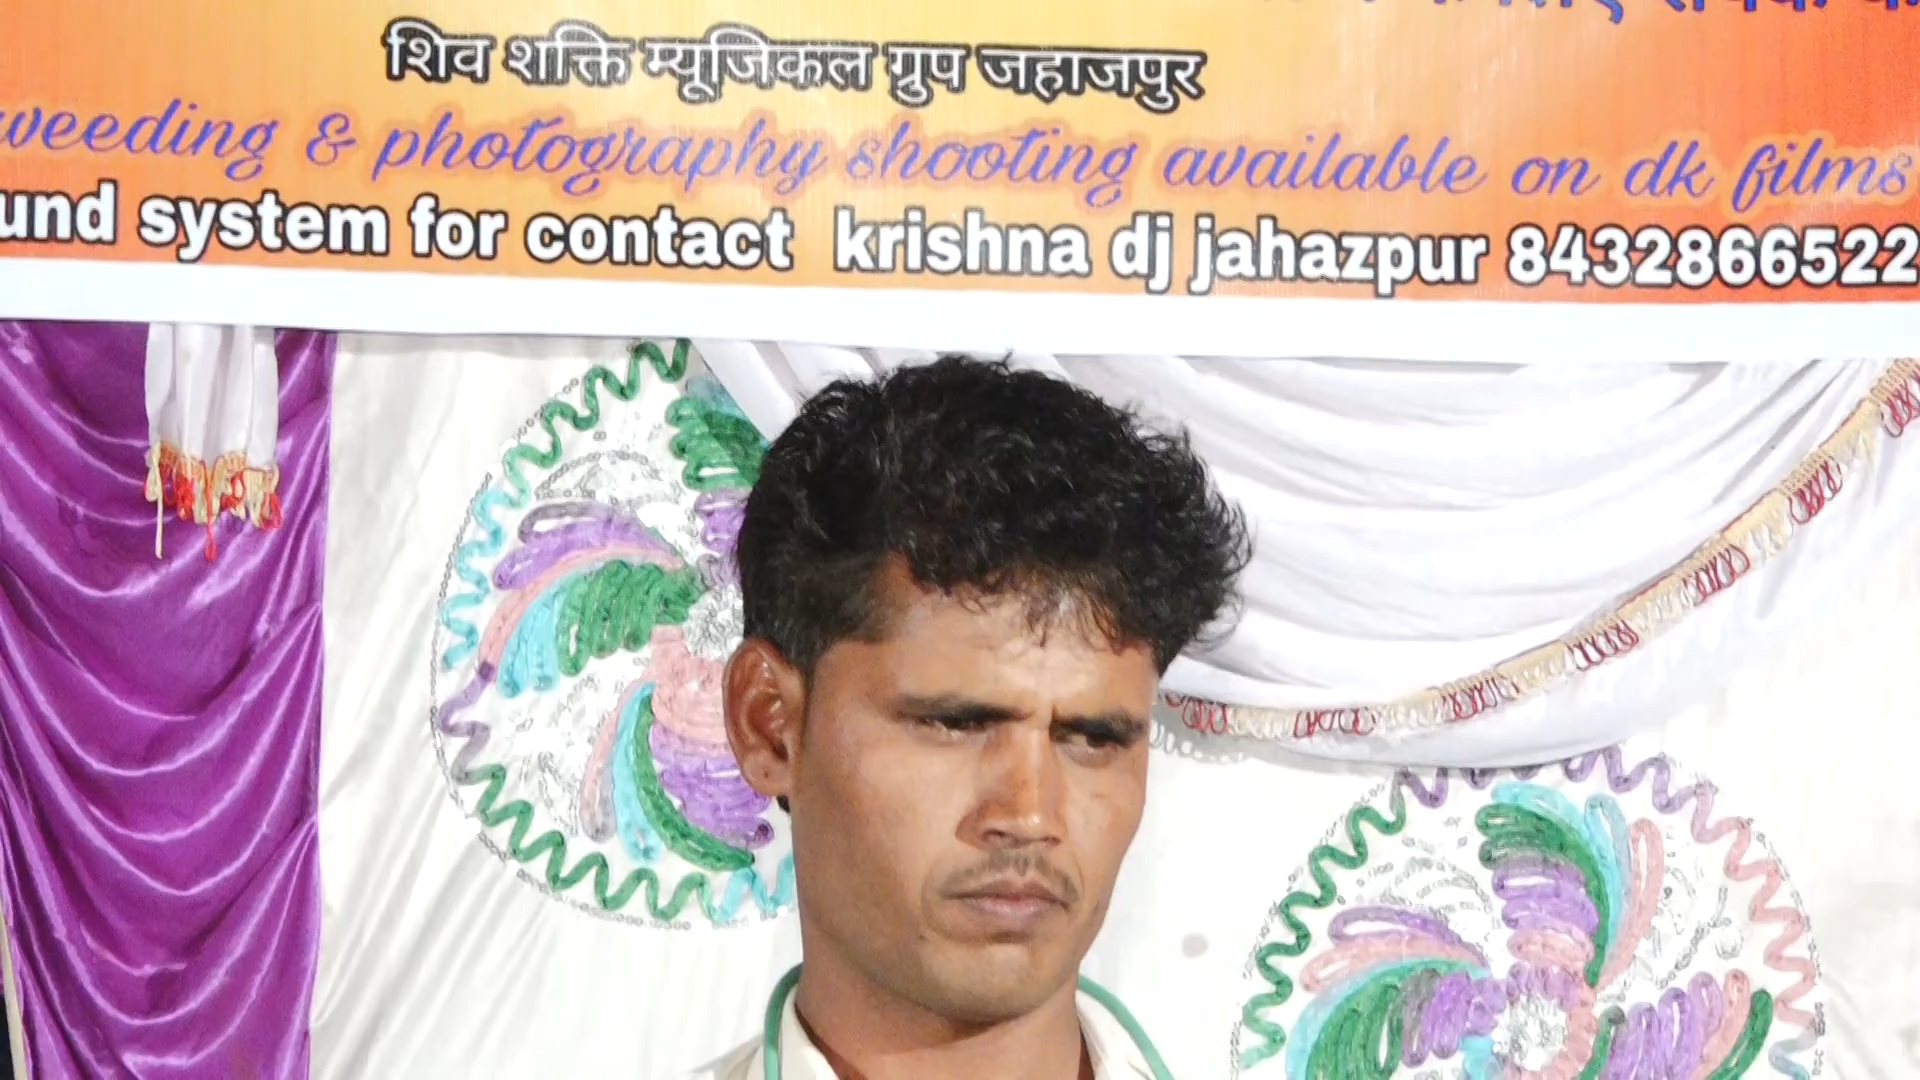 शिव शक्ति म्यूजिकल ग्रुप जहाजपुर
weeding & photography shooting available on dk films
und system for contact krishna dj jahazpur 8432866522